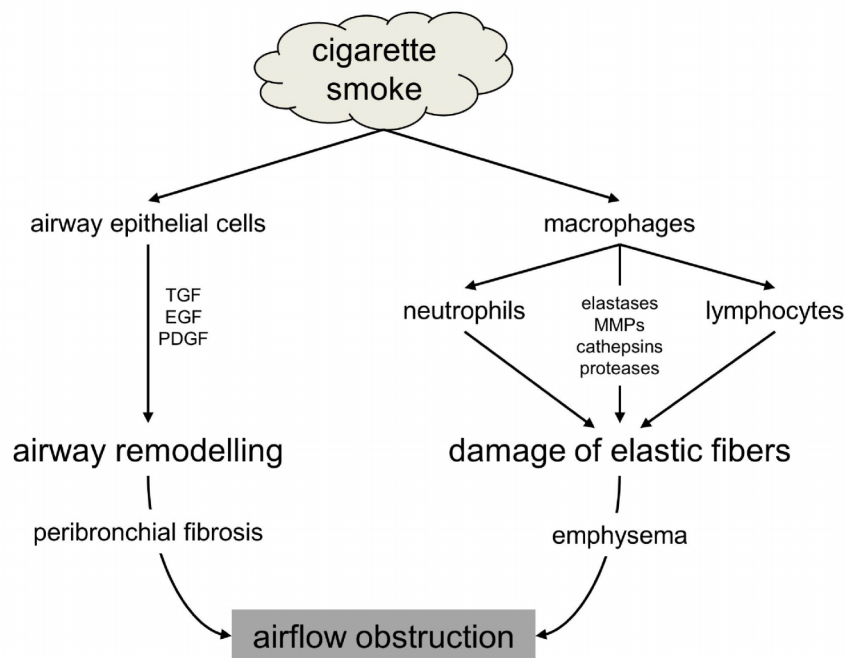 cigarette
smoke
airway epithelial cells
macrophages
TGF
EGF
PDGF
neutrophils
elastases
MMPs
cathepsins
proteases
lymphocytes
airway remodelling
damage of elastic fibers
peribronchial fibrosis
emphysema
airflow obstruction